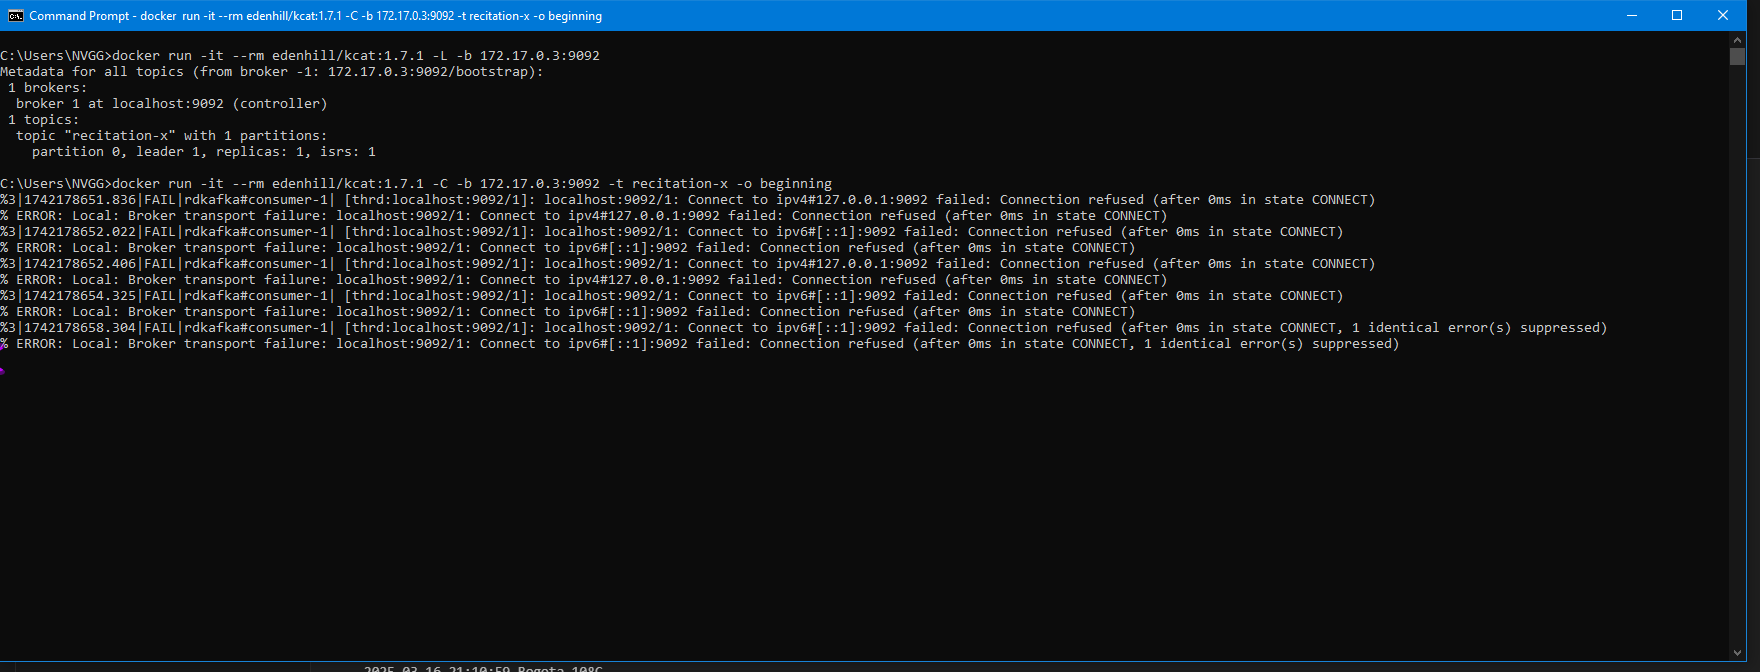 Command Prompt - docker run -it --rm edenhill/kcat:1.7.1 -C -b 172.17.0.3:9092 -t recitation-x -o beginning
C:\Users\NVGG>docker run -it --rm edenhill/kcat:1.7.1 -L -b 172.17.0.3:9092
Metadata for all topics (from broker -1: 172.17.0.3:9092/bootstrap):
 1 brokers:
  broker 1 at localhost:9092 (controller)
 1 topics:
  topic "recitation-x" with 1 partitions:
    partition 0, leader 1, replicas: 1, isrs: 1
C:\Users\NVGG>docker run -it --rm edenhill/kcat:1.7.1 -C -b 172.17.0.3:9092 -t recitation-x -o beginning
%3|1742178651.836|FAIL|rdkafka#consumer-1| [thrd:localhost:9092/1]: localhost:9092/1: Connect to ipv4#127.0.0.1:9092 failed: Connection refused (after 0ms in state CONNECT)
% ERROR: Local: Broker transport failure: localhost:9092/1: Connect to ipv4#127.0.0.1:9092 failed: Connection refused (after 0ms in state CONNECT)
%3|1742178652.022|FAIL|rdkafka#consumer-1| [thrd:localhost:9092/1]: localhost:9092/1: Connect to ipv6#[::1]:9092 failed: Connection refused (after 0ms in state CONNECT)
% ERROR: Local: Broker transport failure: localhost:9092/1: Connect to ipv6#[::1]:9092 failed: Connection refused (after 0ms in state CONNECT)
%3|1742178652.406|FAIL|rdkafka#consumer-1| [thrd:localhost:9092/1]: localhost:9092/1: Connect to ipv4#127.0.0.1:9092 failed: Connection refused (after 0ms in state CONNECT)
% ERROR: Local: Broker transport failure: localhost:9092/1: Connect to ipv4#127.0.0.1:9092 failed: Connection refused (after 0ms in state CONNECT)
%3|1742178654.325|FAIL|rdkafka#consumer-1| [thrd:localhost:9092/1]: localhost:9092/1: Connect to ipv6#[::1]:9092 failed: Connection refused (after 0ms in state CONNECT)
% ERROR: Local: Broker transport failure: localhost:9092/1: Connect to ipv6#[::1]:9092 failed: Connection refused (after 0ms in state CONNECT)
%3|1742178658.304|FAIL|rdkafka#consumer-1| [thrd:localhost:9092/1]: localhost:9092/1: Connect to ipv6#[::1]:9092 failed: Connection refused (after 0ms in state CONNECT, 1 identical error(s) suppressed)
% ERROR: Local: Broker transport failure: localhost:9092/1: Connect to ipv6#[::1]:9092 failed: Connection refused (after 0ms in state CONNECT, 1 identical error(s) suppressed)